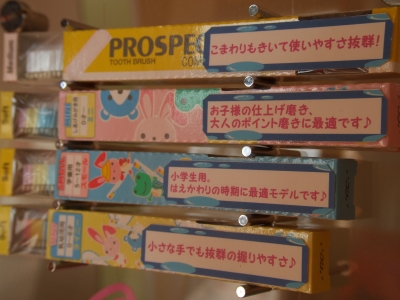 PROSPEC
TOOTH BRUSH
こまわりもきいて使いやすさ抜群!
お子様の仕上げ磨き、
大人のポイント磨きに最適です♪
小学生用。
はえかわりの時期に最適モデルです♪
小さな手でも抜群の握りやすさ♪
Soft
Soft